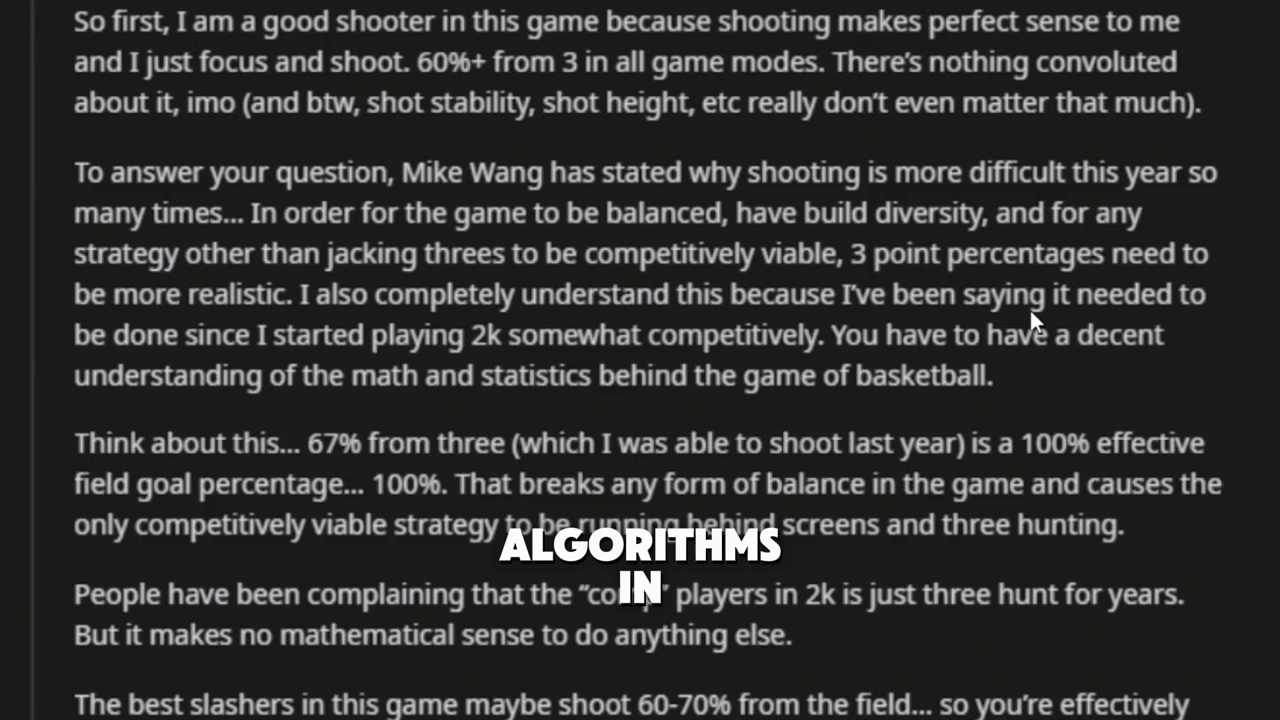 So first, I am a good shooter in this game because shooting makes perfect sense to me
and I just focus and shoot. 60%+ from 3 in all game modes. There's nothing convoluted
about it, imo (and btw, shot stability, shot height, etc really don't even matter that much).
To answer your question, Mike Wang has stated why shooting is more difficult this year so
many times... In order for the game to be balanced, have build diversity, and for any
strategy other than jacking threes to be competitively viable, 3 point percentages need to
be more realistic. I also completely understand this because I've been saying it needed to
be done since I started playing 2k somewhat competitively. You have to have a decent
understanding of the math and statistics behind the game of basketball.
Think about this... 67% from three (which I was able to shoot last year) is a 100% effective
field goal percentage... 100%. That breaks any form of balance in the game and causes the
only competitively viable strategy to be running behind screens and three hunting.
ALGORITHMS
IN
People have been complaining that the players in 2k is just three hunt for years.
But it makes no mathematical sense to do anything else.
The best slashers in this game maybe shoot 60-70% from the field... so you're effectively